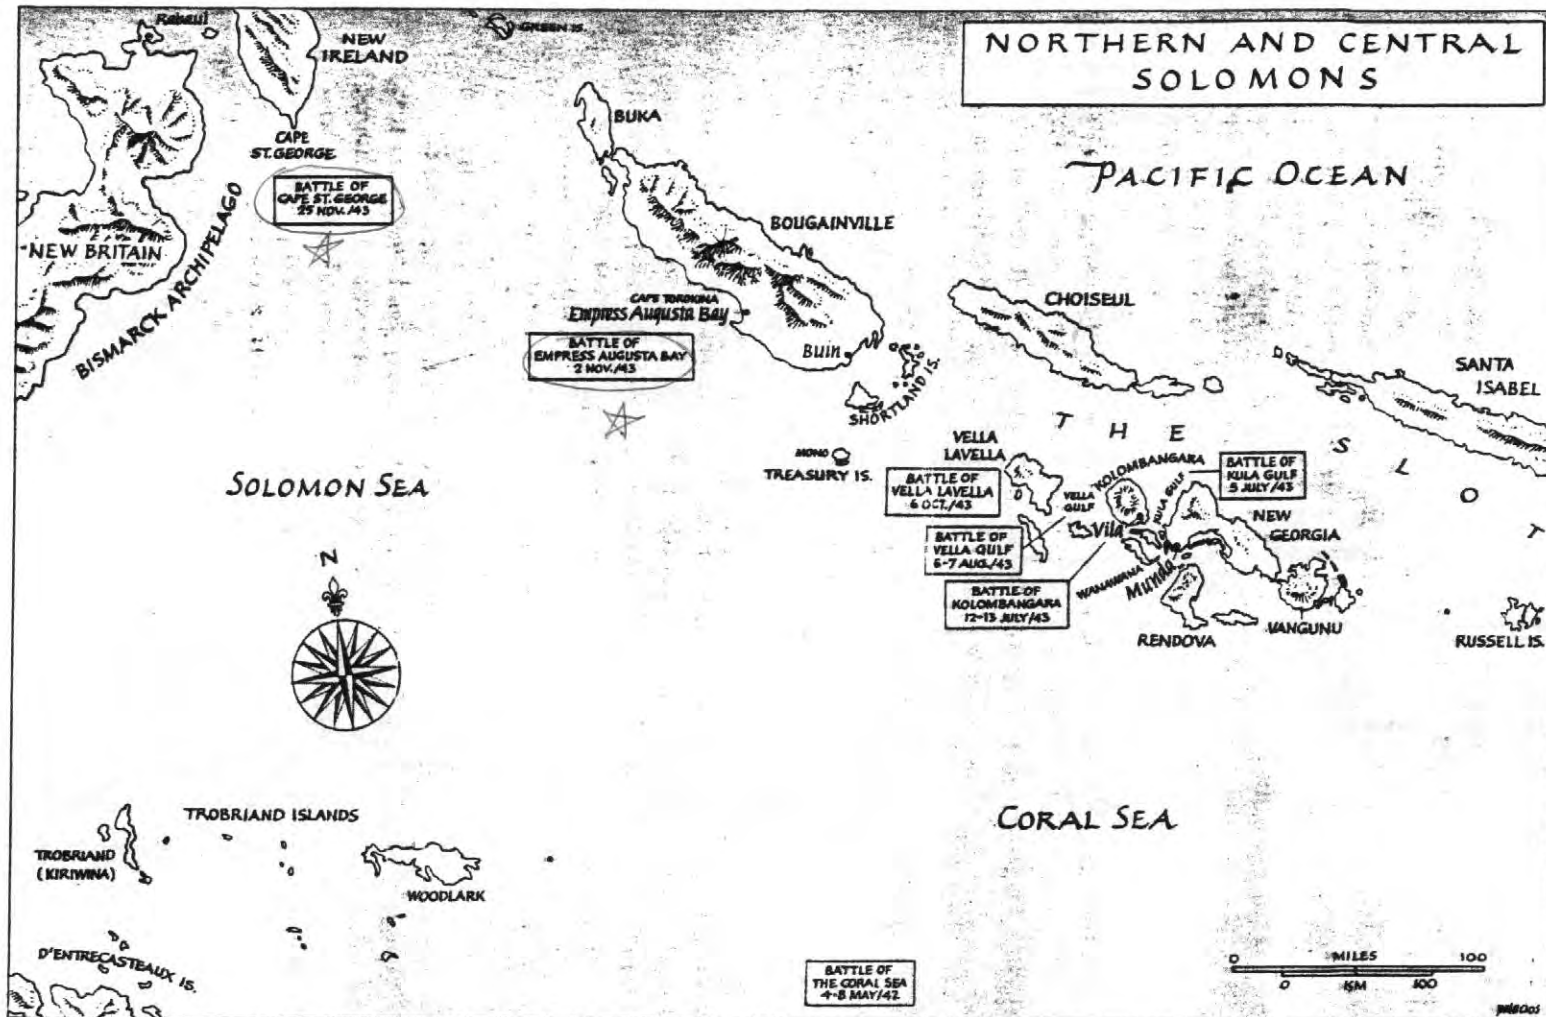 NORTHERN AND CENTRAL
SOLOMONS
Rabaul
NEW
IRELAND
GREEN IS.
CAPE
ST. GEORGE
BATTLE OF
CAPE ST. GEORGE
25 NOV./43
NEW BRITAIN
BISMARCK ARCHIPELAGO
BUKA
BOUGAINVILLE
PACIFIC OCEAN
CAPE TOROKINA
Empress Augusta Bay
BATTLE OF
EMPRESS AUGUSTA BAY
2 NOV./43
Buin
SHORTLAND IS.
CHOISEUL
SANTA
ISABEL
THE SLOT
MONO
TREASURY IS.
VELLA
LAVELLA
BATTLE OF
VELLA LAVELLA
6 OCT./43
VELLA
GULF
KOLOMBANGARA
KULA GULF
BATTLE OF
KULA GULF
5 JULY/43
NEW
GEORGIA
Vila
BATTLE OF
VELLA GULF
6-7 AUG./43
WANAWANA
Munda
BATTLE OF
KOLOMBANGARA
12-13 JULY/43
RENDOVA
VANGUNU
RUSSELL IS.
SOLOMON SEA
N
CORAL SEA
TROBRIAND ISLANDS
TROBRIAND
(KIRIWINA)
WOODLARK
D'ENTRECASTEAUX IS.
BATTLE OF
THE CORAL SEA
4-8 MAY/42
0 MILES 100
0 KM 100